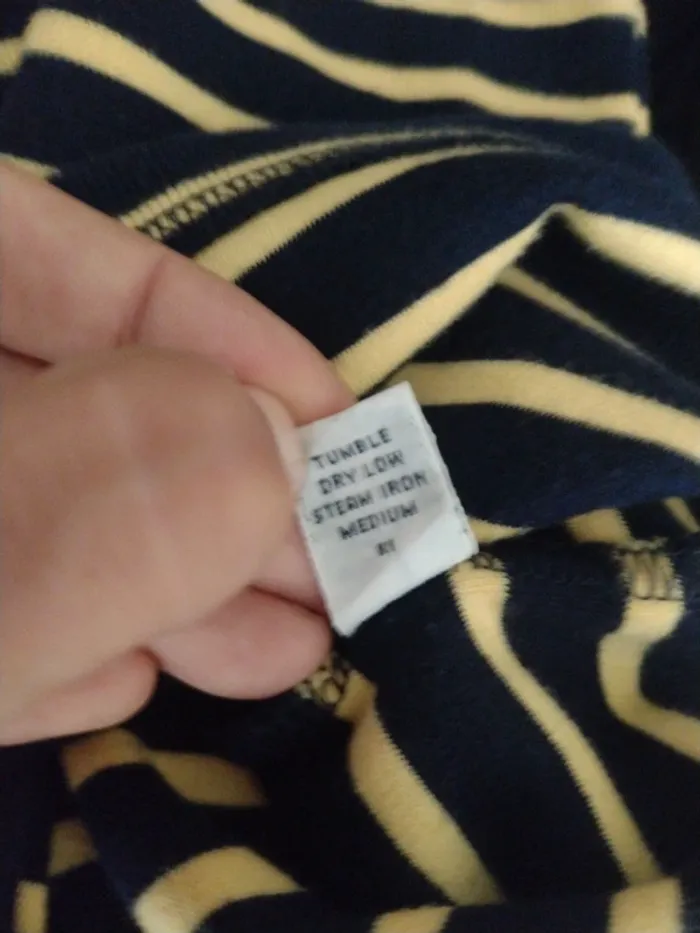 TUMBLE
DRY LOW
STEAM IRON
MEDIUM